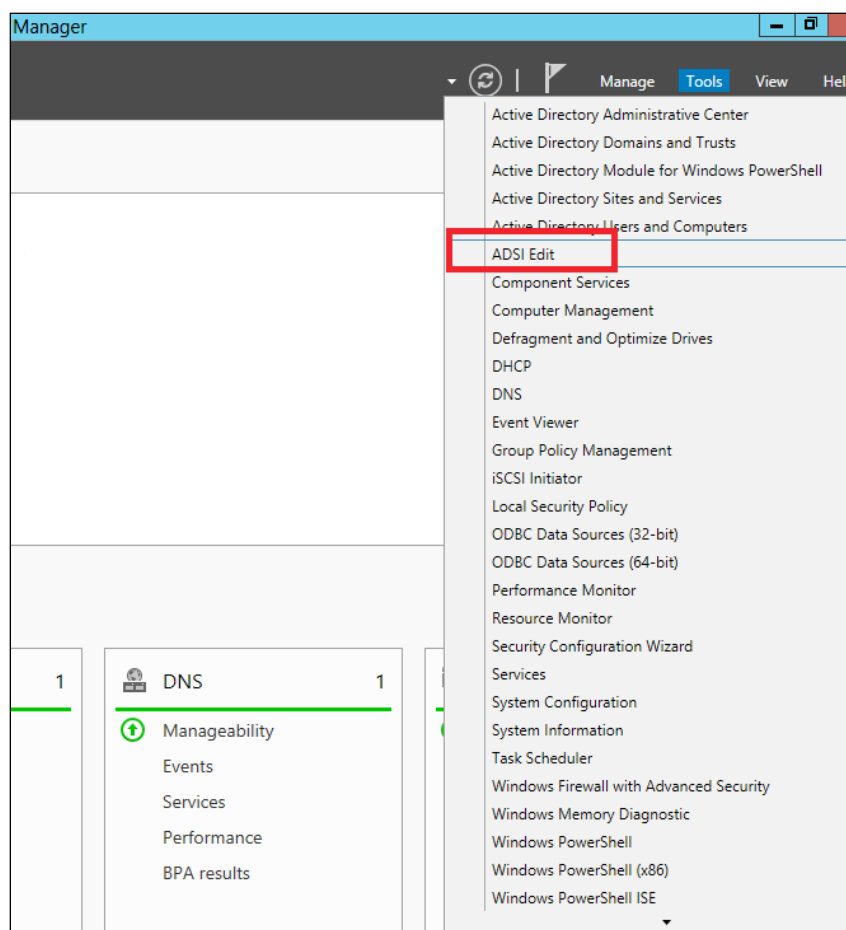 Manager
Manage Tools View Hel
Active Directory Administrative Center
Active Directory Domains and Trusts
Active Directory Module for Windows PowerShell
Active Directory Sites and Services
Active Directory Users and Computers
ADSI Edit
Component Services
Computer Management
Defragment and Optimize Drives
DHCP
DNS
Event Viewer
Group Policy Management
iSCSI Initiator
Local Security Policy
ODBC Data Sources (32-bit)
ODBC Data Sources (64-bit)
Performance Monitor
Resource Monitor
Security Configuration Wizard
Services
System Configuration
System Information
Task Scheduler
Windows Firewall with Advanced Security
Windows Memory Diagnostic
Windows PowerShell
Windows PowerShell (x86)
Windows PowerShell ISE
1
DNS 1
Manageability
Events
Services
Performance
BPA results